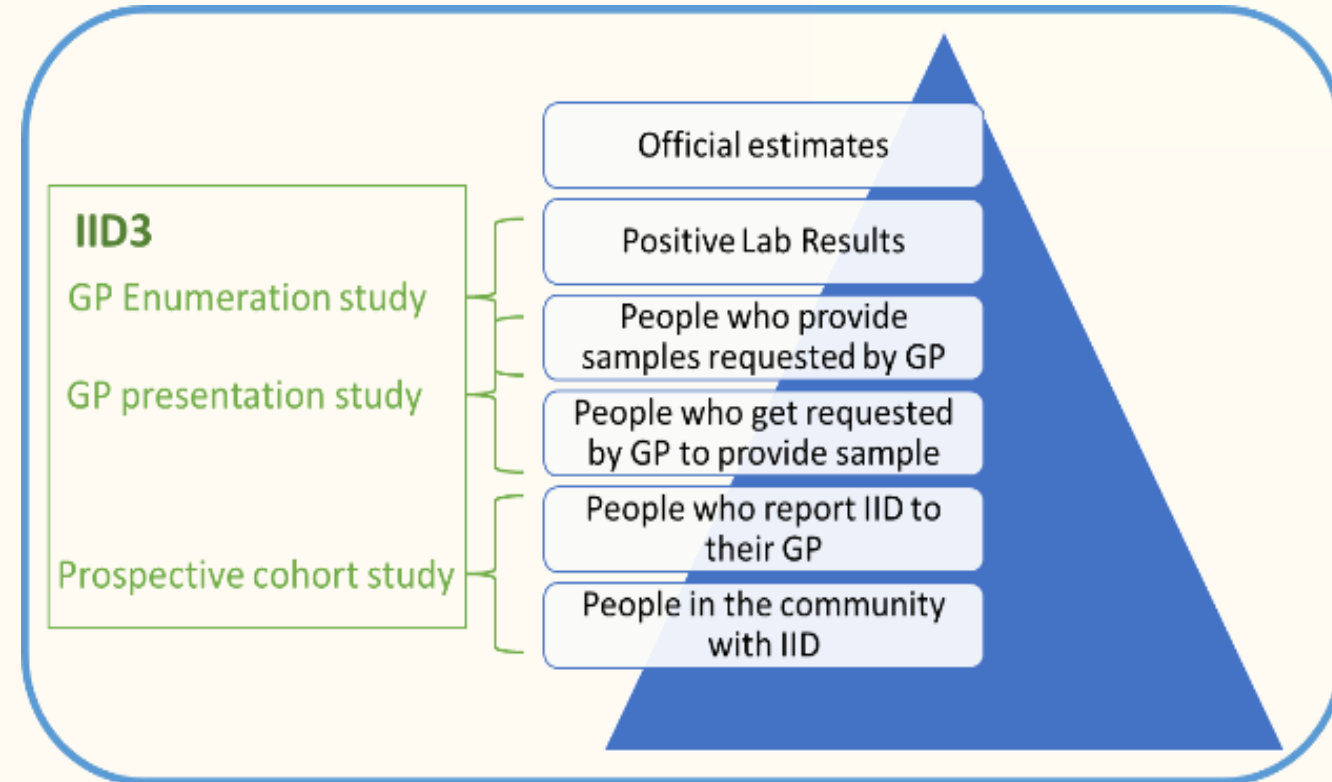 IID3
GP Enumeration study
GP presentation study
Prospective cohort study
Official estimates
Positive Lab Results
People who provide
samples requested by GP
People who get requested
by GP to provide sample
People who report IID to
their GP
People in the community
with IID